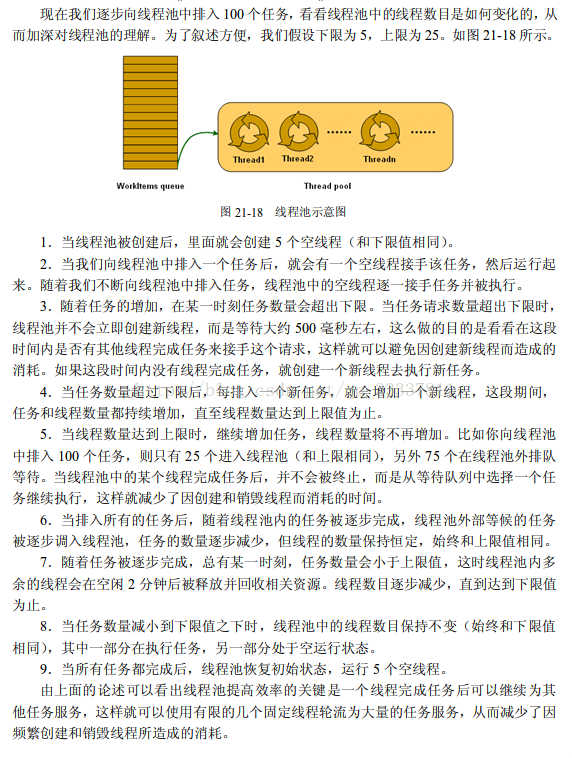 现在我们逐步向线程池中排入 100 个任务，看看线程池中的线程数目是如何变化的，从
而加深对线程池的理解。为了叙述方便，我们假设下限为 5，上限为 25。如图 21-18 所示。
Thread1 Thread2 …… Threadn ……
WorkItems queue Thread pool
图 21-18 线程池示意图
1．当线程池被创建后，里面就会创建 5 个空线程（和下限值相同）。
2．当我们向线程池中排入一个任务后，就会有一个空线程接手该任务，然后运行起
来。随着我们不断向线程池中排入任务，线程池中的空线程逐一接手任务并被执行。
3．随着任务的增加，在某一时刻任务数量会超出下限。当任务请求数量超出下限时，
线程池并不会立即创建新线程，而是等待大约 500 毫秒左右，这么做的目的是看看在这段
时间内是否有其他线程完成任务来接手这个请求，这样就可以避免因创建新线程而造成的
消耗。如果这段时间内没有线程完成任务，就创建一个新线程去执行新任务。
4．当任务数量超过下限后，每排入一个新任务，就会增加一个新线程，这段期间，
任务和线程数量都持续增加，直至线程数量达到上限值为止。
5．当线程数量达到上限时，继续增加任务，线程数量将不再增加。比如你向线程池
中排入 100 个任务，则只有 25 个进入线程池（和上限相同），另外 75 个在线程池外排队
等待。当线程池中的某个线程完成任务后，并不会被终止，而是从等待队列中选择一个任
务继续执行，这样就减少了因创建和销毁线程而消耗的时间。
6．当排入所有的任务后，随着线程池内的任务被逐步完成，线程池外部等候的任务
被逐步调入线程池，任务的数量逐步减少，但线程的数量保持恒定，始终和上限值相同。
7．随着任务被逐步完成，总有某一时刻，任务数量会小于上限值，这时线程池内多
余的线程会在空闲 2 分钟后被释放并回收相关资源。线程数目逐步减少，直到达到下限值
为止。
8．当任务数量减小到下限值之下时，线程池中的线程数目保持不变（始终和下限值
相同），其中一部分在执行任务，另一部分处于空运行状态。
9．当所有任务都完成后，线程池恢复初始状态，运行 5 个空线程。
由上面的论述可以看出线程池提高效率的关键是一个线程完成任务后可以继续为其
他任务服务，这样就可以使用有限的几个固定线程轮流为大量的任务服务，从而减少了因
频繁创建和销毁线程所造成的消耗。